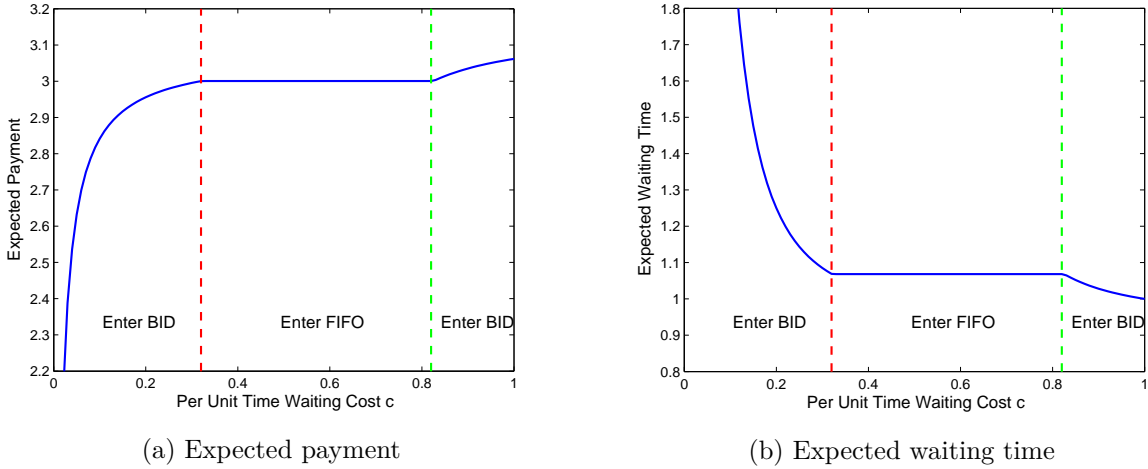 3.2
3.1
3
2.9
2.8
2.7
2.6
2.5
2.4
2.3
2.2
Expected Payment
Enter BID
Enter FIFO
Enter BID
0
0.2
0.4
0.6
0.8
1
Per Unit Time Waiting Cost c
(a) Expected payment
1.8
1.7
1.6
1.5
1.4
1.3
1.2
1.1
1
0.9
0.8
Expected Waiting Time
Enter BID
Enter FIFO
Enter BID
0
0.2
0.4
0.6
0.8
1
Per Unit Time Waiting Cost c
(b) Expected waiting time